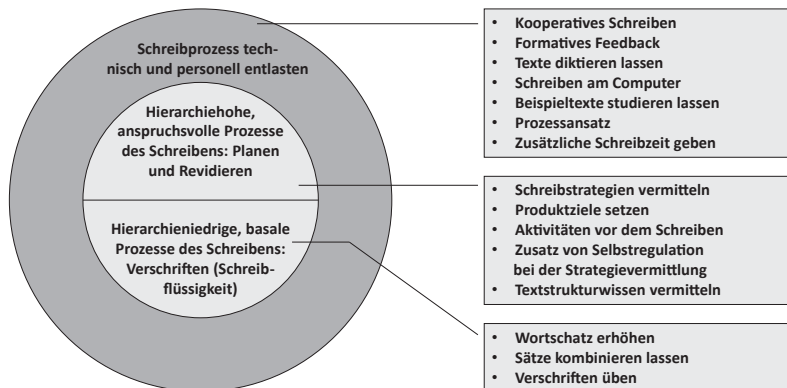 Schreibprozess tech-
nisch und personell entlasten
Hierarchiehohe,
anspruchsvolle Prozesse
des Schreibens: Planen
und Revidieren
Hierarchieniedrige, basale
Prozesse des Schreibens:
Verschriften (Schreib-
flüssigkeit)
• Kooperatives Schreiben
• Formatives Feedback
• Texte diktieren lassen
• Schreiben am Computer
• Beispieltexte studieren lassen
• Prozessansatz
• Zusätzliche Schreibzeit geben
• Schreibstrategien vermitteln
• Produktziele setzen
• Aktivitäten vor dem Schreiben
• Zusatz von Selbstregulation
bei der Strategievermittlung
• Textstrukturwissen vermitteln
• Wortschatz erhöhen
• Sätze kombinieren lassen
• Verschriften üben